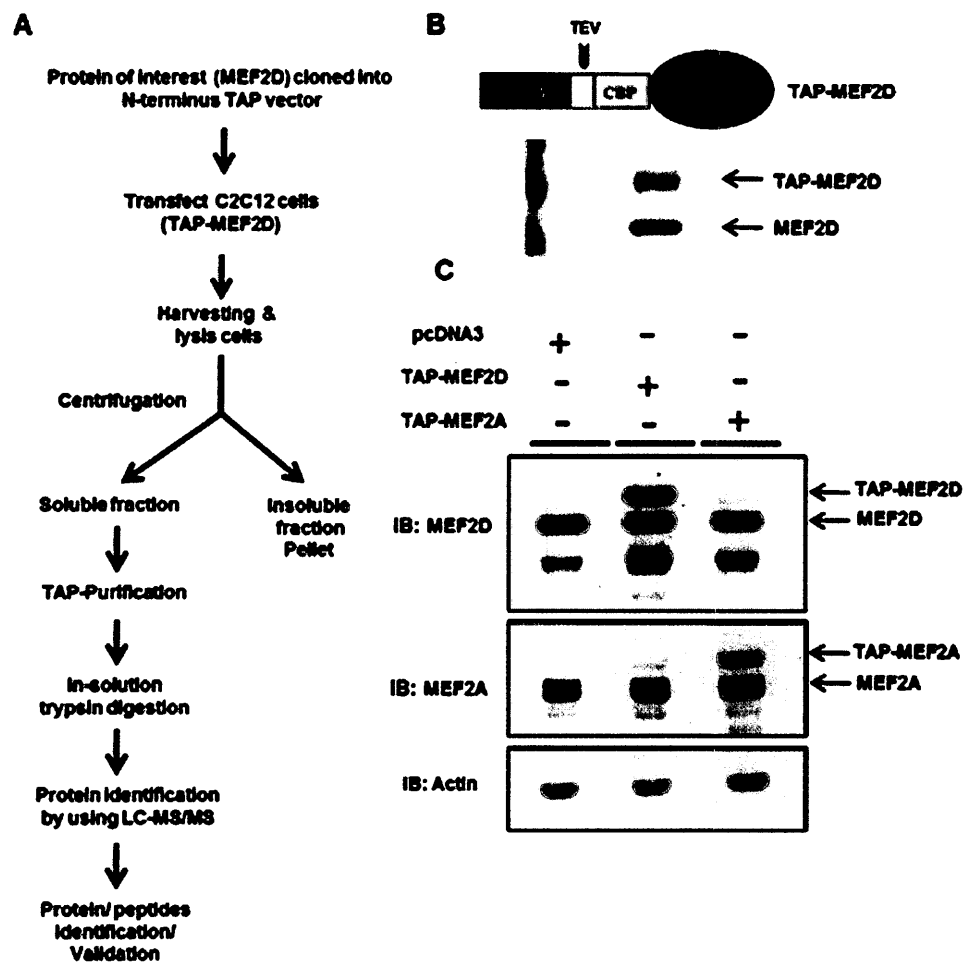 A
Protein of interest (MEF2D) cloned into
N-terminus TAP vector
Transfect C2C12 cells
(TAP-MEF2D)
Harvesting &
lysis cells
Centrifugation
Soluble fraction
Insoluble
fraction
Pellet
TAP-Purification
In-solution
trypsin digestion
Protein identification
by using LC-MS/MS
Protein/ peptides
identification/
Validation
B
TEV
CBP
TAP-MEF2D
TAP-MEF2D
MEF2D
C
pcDNA3 + - -
TAP-MEF2D - + -
TAP-MEF2A - - +
TAP-MEF2D
IB: MEF2D
MEF2D
TAP-MEF2A
IB: MEF2A
MEF2A
IB: Actin